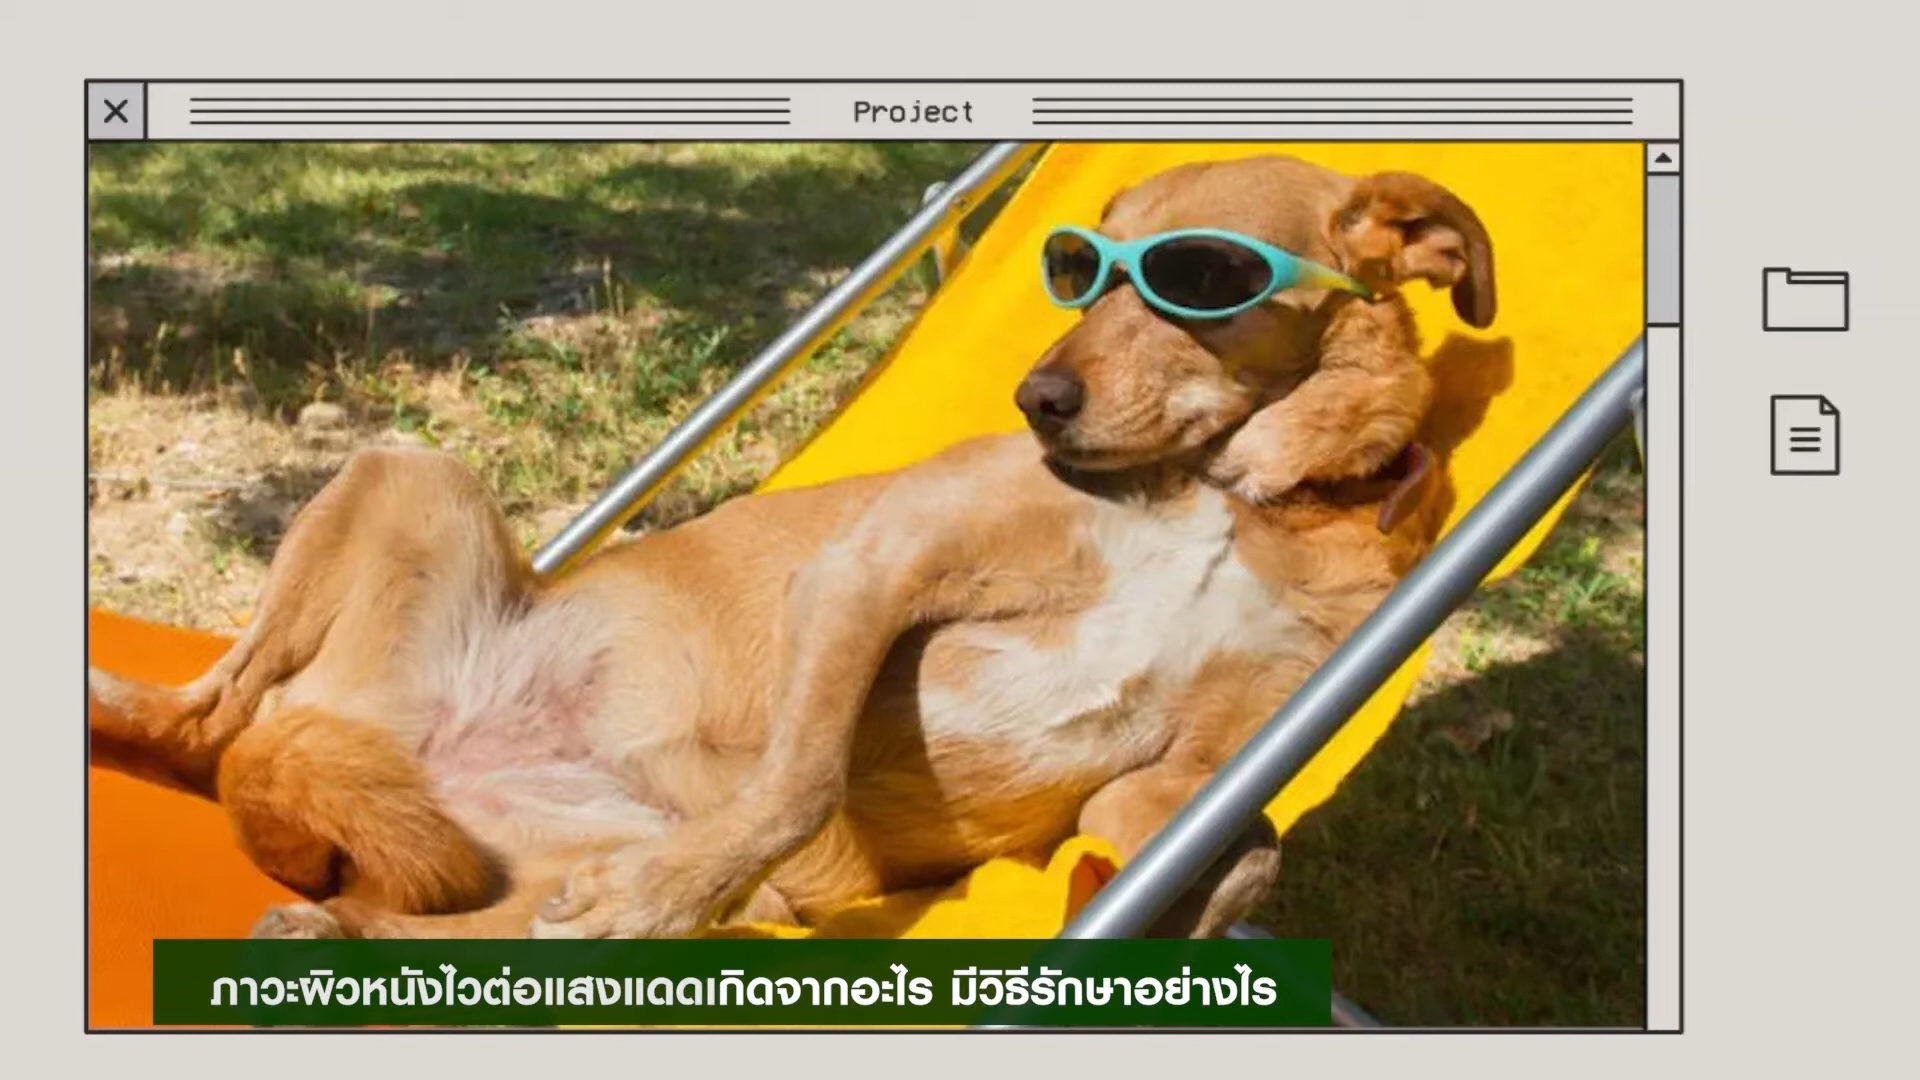 Project
ภาวะผิวหนังไวต่อแสงแดดเกิดจากอะไร มีวิธีรักษาอย่างไร